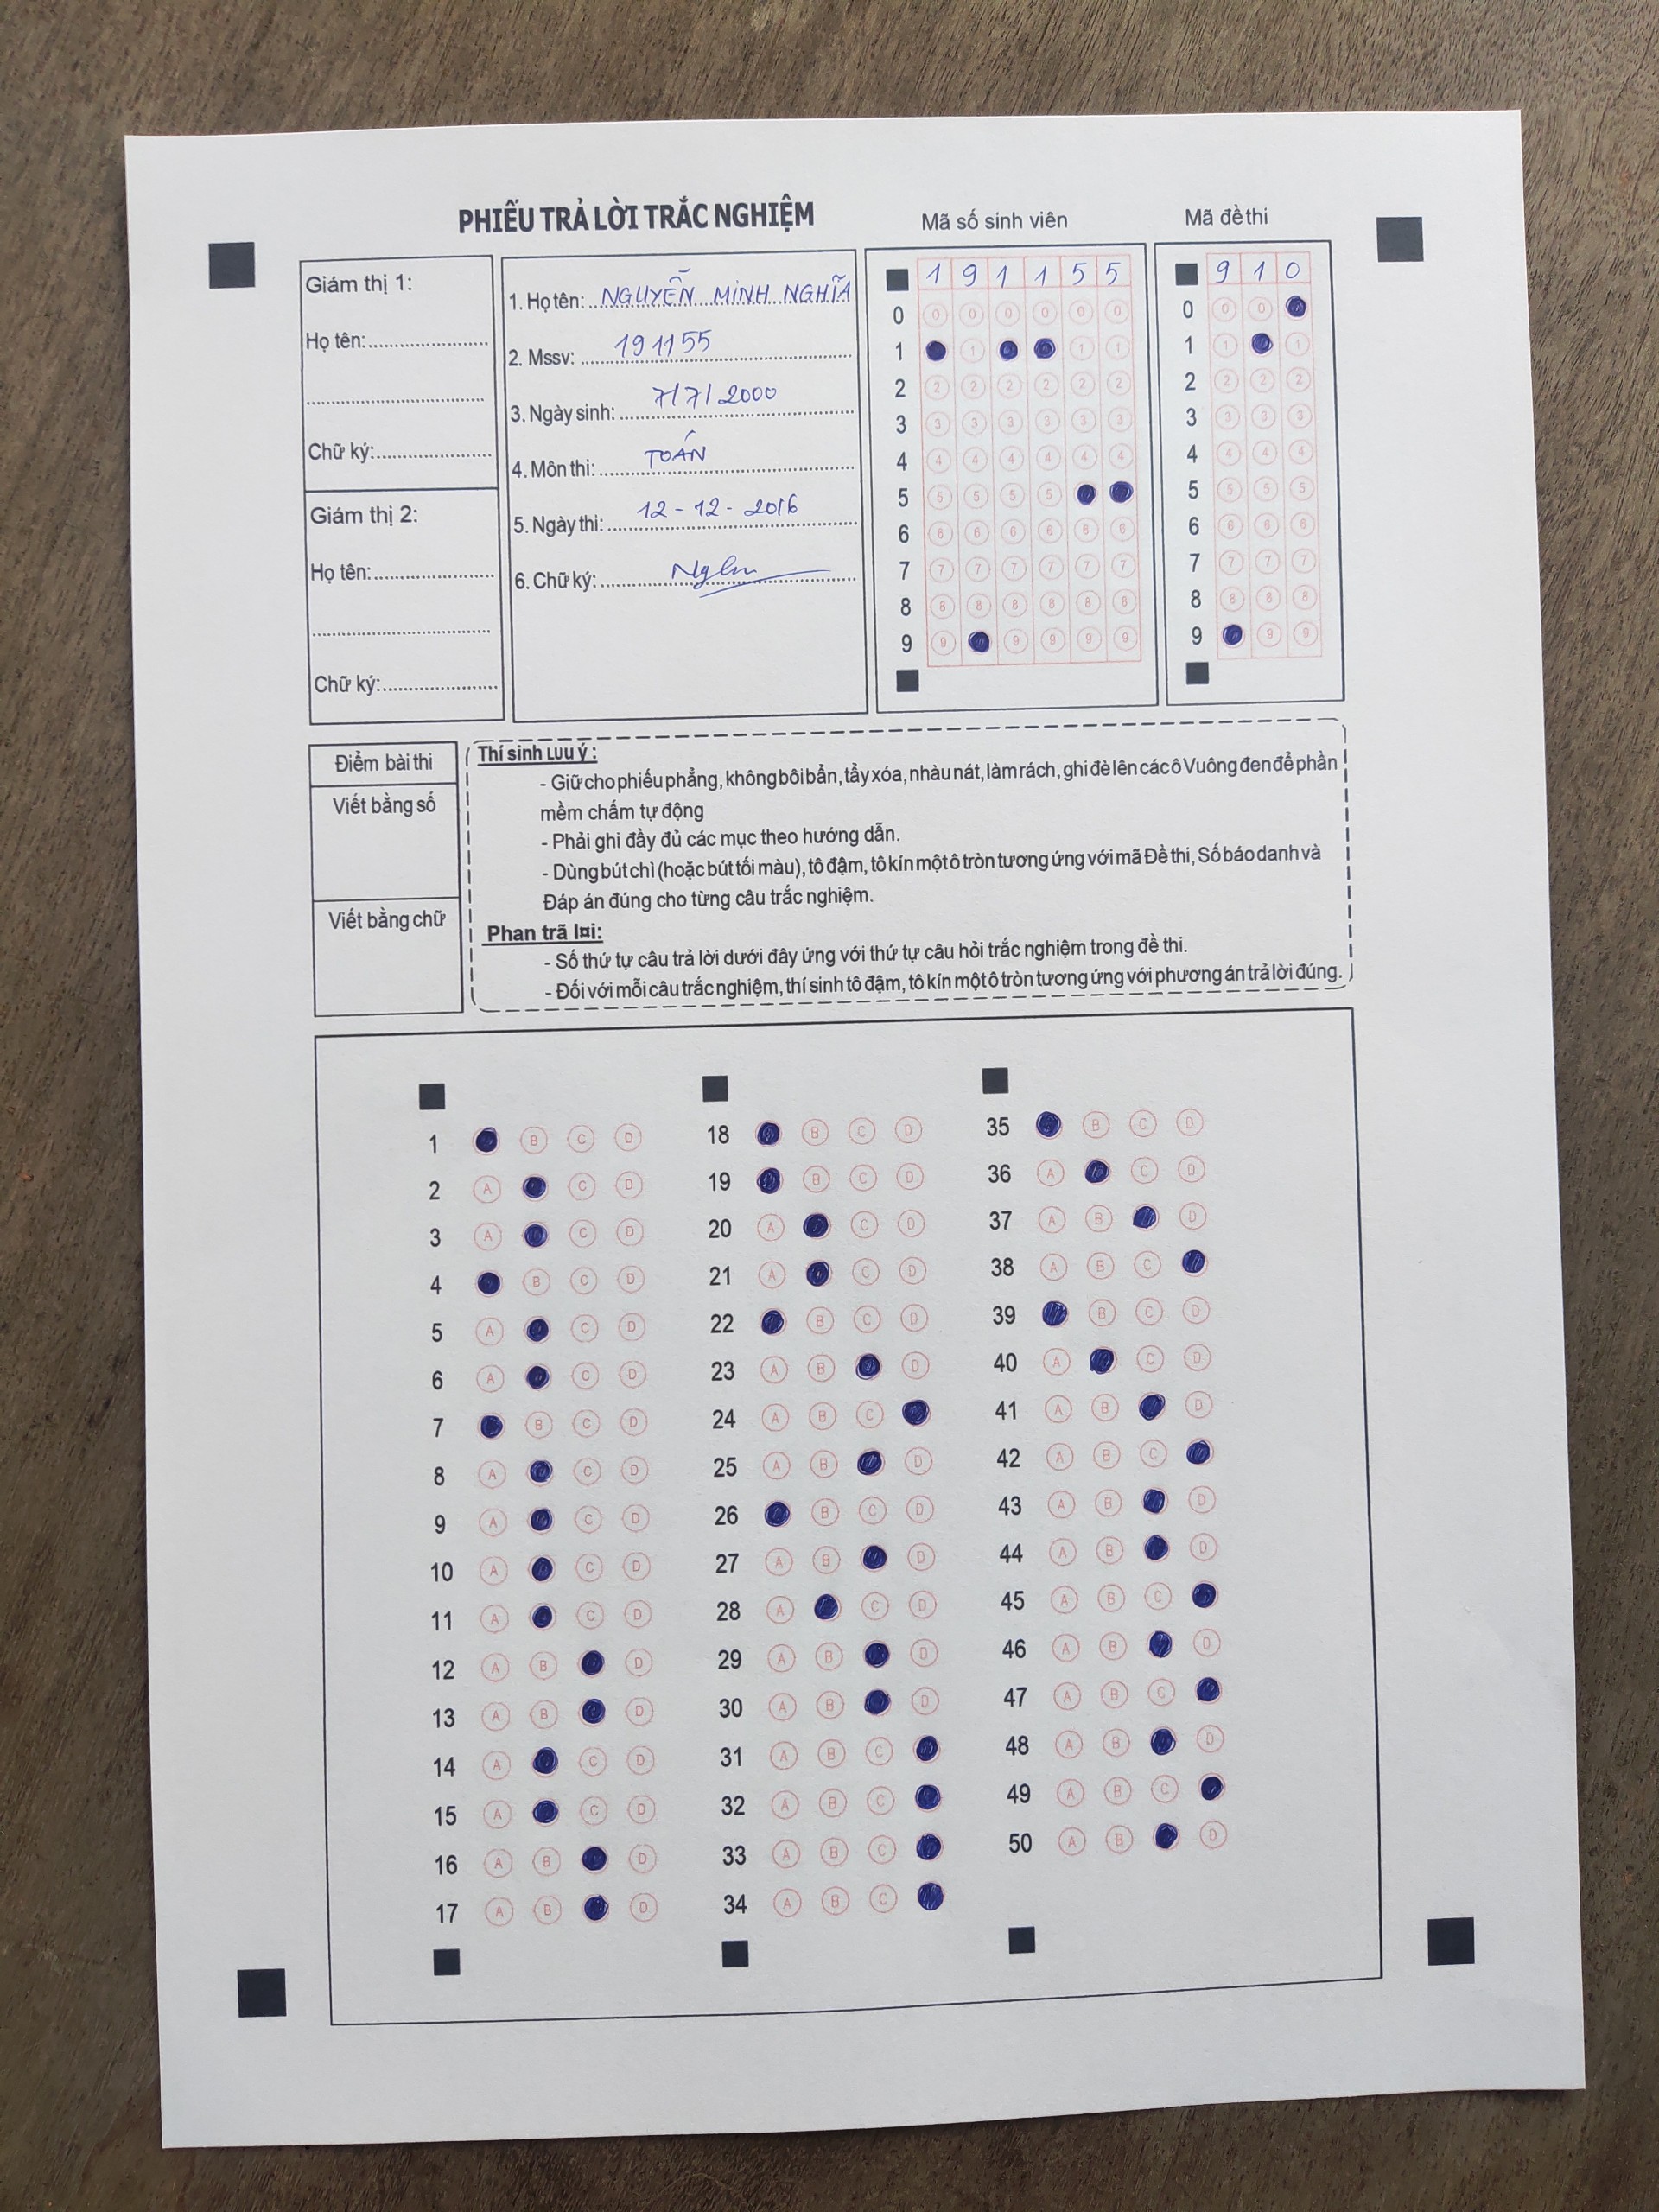 PHIẾU TRẢ LỜI TRẮC NGHIỆM
Giám thị 1:
Họ tên:
Chữ ký:
Giám thị 2:
Họ tên:
Chữ ký:
1. Họ tên: NGUYỄN MINH NGHĨA
2. Mssv: 191155
3. Ngày sinh: 7/7/2000
4. Môn thi: TOÁN
5. Ngày thi: 12-12-2016
6. Chữ ký:
Mã số sinh viên
1 9 1 1 5 5
0 0 0 0 0 0 0
1 1 1 1
2 2 2 2 2 2 2
3 3 3 3 3 3 3
4 4 4 4 4 4 4
5 5 5 5 5
6 6 6 6 6 6 6
7 7 7 7 7 7 7
8 8 8 8 8 8 8
9 9 9 9 9 9
Mã đề thi
9 1 0
0 0 0
1 1 1
2 2 2 2
3 3 3 3
4 4 4 4
5 5 5 5
6 6 6 6
7 7 7 7
8 8 8 8
9 9 9
Điểm bài thi
Viết bằng số
Viết bằng chữ
Thí sinh LUU ý :
- Giữ cho phiếu phẳng, không bôi bẩn, tẩy xóa, nhàu nát, làm rách, ghi đè lên các ô Vuông đen để phần
mềm chấm tự động
- Phải ghi đầy đủ các mục theo hướng dẫn.
- Dùng bút chì (hoặc bút tối màu), tô đậm, tô kín một ô tròn tương ứng với mã Đề thi, Số báo danh và
Đáp án đúng cho từng câu trắc nghiệm.
Phan trã l¤i:
- Số thứ tự câu trả lời dưới đây ứng với thứ tự câu hỏi trắc nghiệm trong đề thi.
- Đối với mỗi câu trắc nghiệm, thí sinh tô đậm, tô kín một ô tròn tương ứng với phương án trả lời đúng.
1 B C D
2 A C D
3 A C D
4 B C D
5 A C D
6 A C D
7 B C D
8 A C D
9 A C D
10 A C D
11 A C D
12 A B D
13 A B D
14 A C D
15 A C D
16 A B D
17 A B D
18 B C D
19 B C D
20 A C D
21 A C D
22 B C D
23 A B D
24 A B C
25 A B D
26 B C D
27 A B D
28 A C D
29 A B D
30 A B D
31 A B C
32 A B C
33 A B C
34 A B C
35 B C D
36 A C D
37 A B D
38 A B C
39 B C D
40 A C D
41 A B D
42 A B C
43 A B D
44 A B D
45 A B C
46 A B D
47 A B C
48 A B D
49 A B C
50 A B D